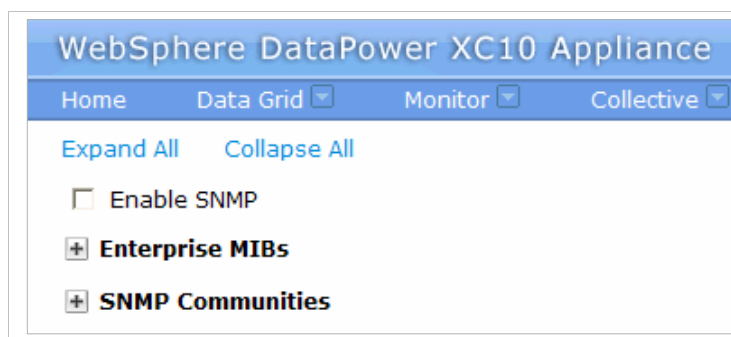 WebSphere DataPower XC10 Appliance
Home Data Grid Monitor Collective
Expand All Collapse All
Enable SNMP
Enterprise MIBs
SNMP Communities